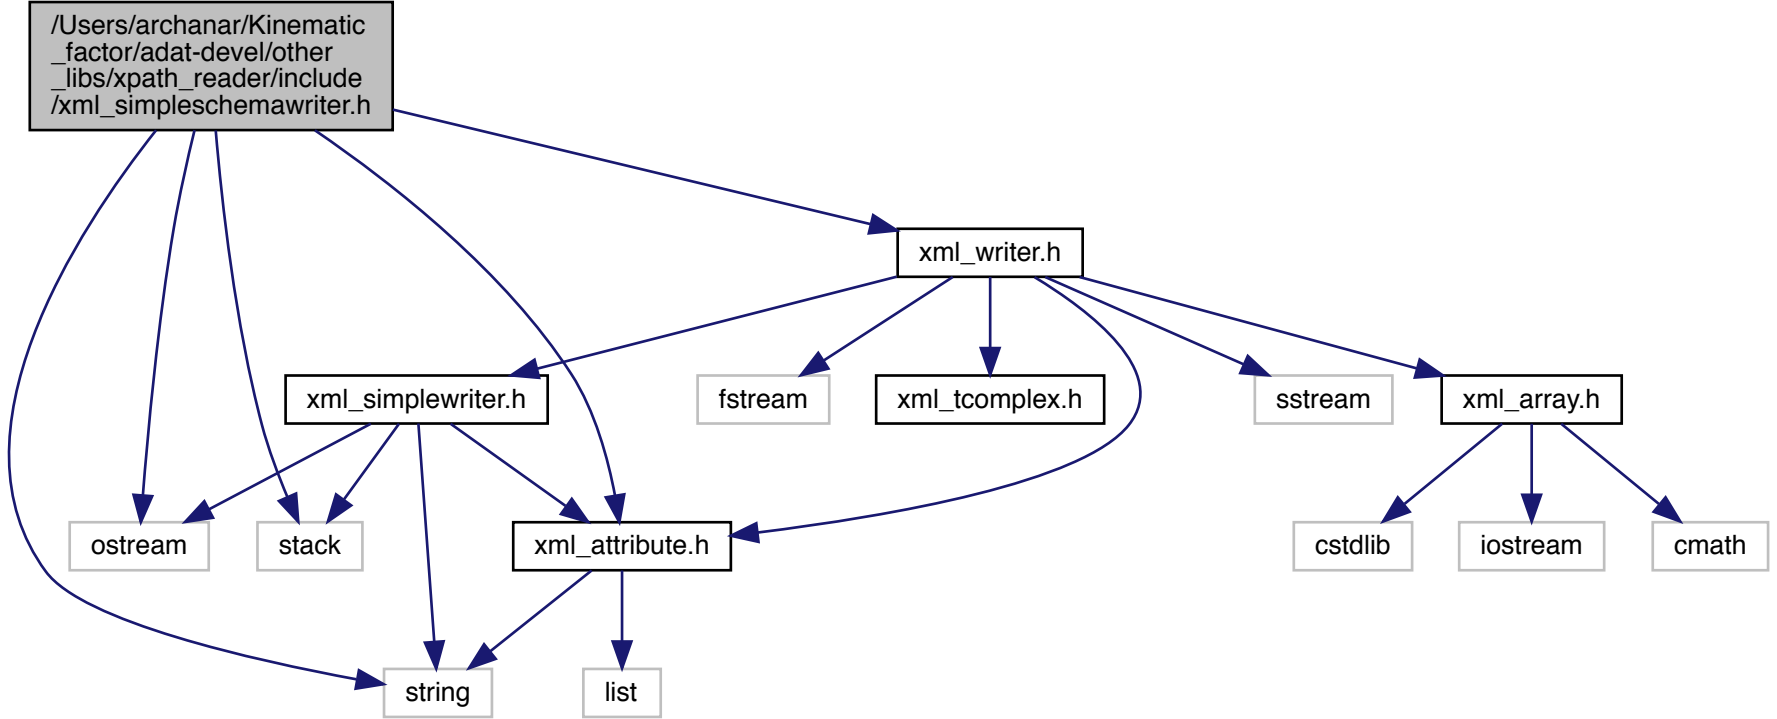 /Users/archanar/Kinematic
_factor/adat-devel/other
_libs/xpath_reader/include
/xml_simpleschemawriter.h
xml_writer.h
xml_simplewriter.h
fstream
xml_tcomplex.h
sstream
xml_array.h
ostream
stack
xml_attribute.h
cstdlib
iostream
cmath
string
list